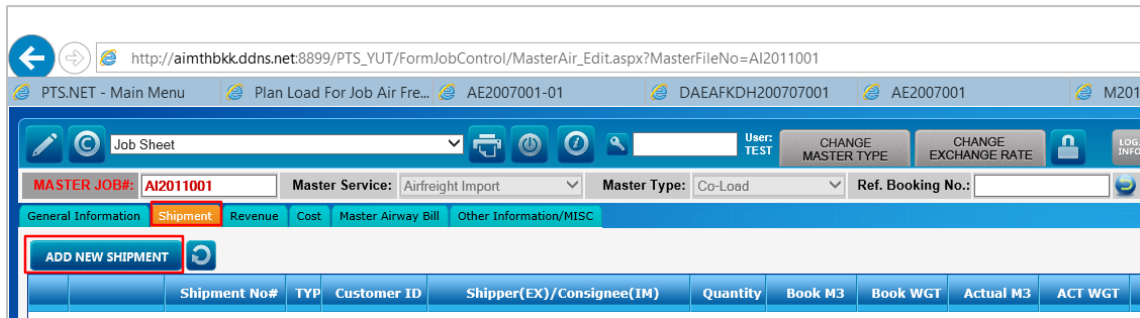 http://aimthbkk.ddns.net:8899/PTS_YUT/FormJobControl/MasterAir_Edit.aspx?MasterFileNo=AI2011001
PTS.NET - Main Menu Plan Load For Job Air Fre... AE2007001-01 DAEAFKDH200707001 AE2007001 M201
Job Sheet User: TEST CHANGE MASTER TYPE CHANGE EXCHANGE RATE LOG. INFO
MASTER JOB#: AI2011001 Master Service: Airfreight Import Master Type: Co-Load Ref. Booking No.:
General Information Shipment Revenue Cost Master Airway Bill Other Information/MISC
ADD NEW SHIPMENT
Shipment No# TYP Customer ID Shipper(EX)/Consignee(IM) Quantity Book M3 Book WGT Actual M3 ACT WGT